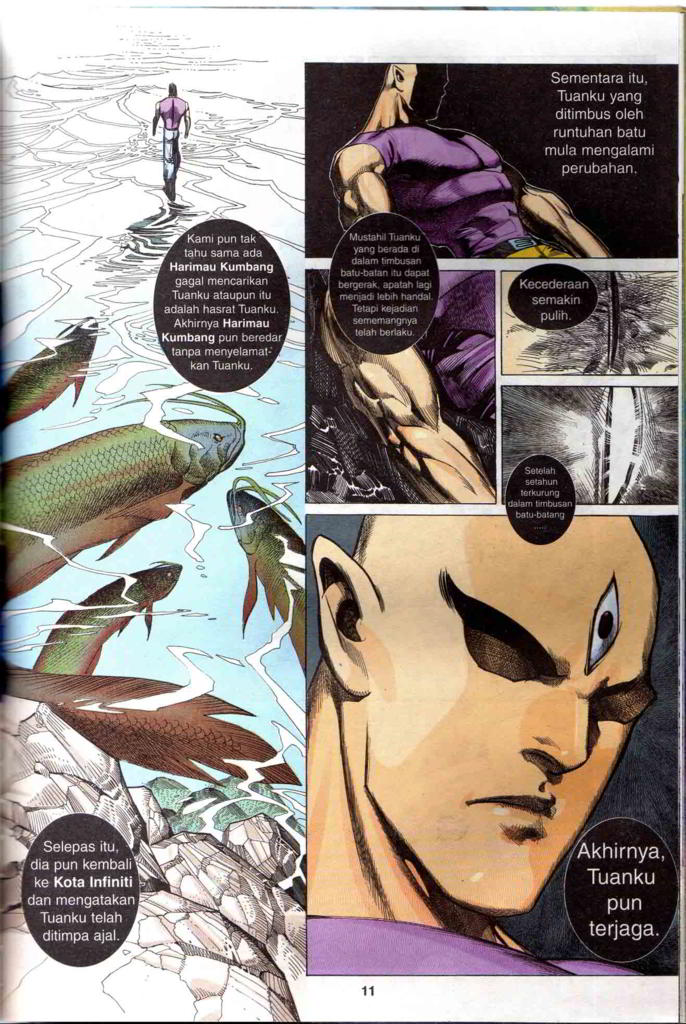 Kami pun tak
tahu sama ada
Harimau Kumbang
gagal mencarikan
Tuanku ataupun itu
adalah hasrat Tuanku.
Akhirnya Harimau
Kumbang pun beredar
tanpa menyelamat-
kan Tuanku.
Selepas itu,
dia pun kembali
ke Kota Infiniti
dan mengatakan
Tuanku telah
ditimpa ajal.
Sementara itu,
Tuanku yang
ditimbus oleh
runtuhan batu
mula mengalami
perubahan.
Mustahil Tuanku
yang berada di
dalam timbusan
batu-batan itu dapat
bergerak, apatah lagi
menjadi lebih handal.
Tetapi kejadian
sememangnya
telah berlaku.
Kecederaan
semakin
pulih.
Setelah
setahun
terkurung
dalam timbusan
batu-batang
.....
Akhirnya,
Tuanku
pun
terjaga.
11